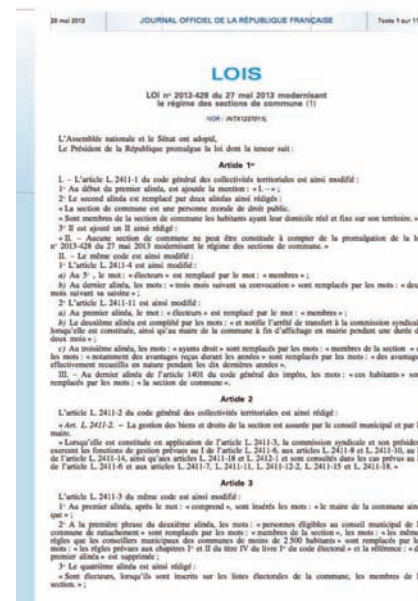 28 mai 2013 JOURNAL OFFICIEL DE LA RÉPUBLIQUE FRANÇAISE Texte 1 sur 11
LOIS
LOI nº 2013-428 du 27 mai 2013 modernisant
le régime des sections de commune (1)
NOR : INTX1237011L
L'Assemblée nationale et le Sénat ont adopté,
Le Président de la République promulgue la loi dont la teneur suit :
Article 1er
I. – L'article L. 2411-1 du code général des collectivités territoriales est ainsi modifié :
1º Au début du premier alinéa, est ajoutée la mention : « I. – » ;
2º Le second alinéa est remplacé par deux alinéas ainsi rédigés :
« La section de commune est une personne morale de droit public.
« Sont membres de la section de commune les habitants ayant leur domicile réel et fixe sur son territoire. »
3º Il est ajouté un II ainsi rédigé :
« II. – Aucune section de commune ne peut être constituée à compter de la promulgation de la lo
nº 2013-428 du 27 mai 2013 modernisant le régime des sections de commune. »
II. – Le même code est ainsi modifié :
1º L'article L. 2411-4 est ainsi modifié :
a) Au 5º, le mot : « électeurs » est remplacé par le mot : « membres » ;
b) Au dernier alinéa, les mots : « trois mois suivant sa convocation » sont remplacés par les mots : « deu
mois suivant sa saisine » ;
2º L'article L. 2411-11 est ainsi modifié :
a) Au premier alinéa, le mot : « électeurs » est remplacé par le mot : « membres » ;
b) Le deuxième alinéa est complété par les mots : « et notifie l'arrêté de transfert à la commission syndical
lorsqu'elle est constituée, ainsi qu'au maire de la commune à fin d'affichage en mairie pendant une durée d
deux mois » ;
c) Au troisième alinéa, les mots : « ayants droit » sont remplacés par les mots : « membres de la section » e
les mots : « notamment des avantages reçus durant les années » sont remplacés par les mots : « des avantage
effectivement recueillis en nature pendant les dix dernières années ».
III. – Au dernier alinéa de l'article 1401 du code général des impôts, les mots : « ces habitants » son
remplacés par les mots : « la section de commune ».
Article 2
L'article L. 2411-2 du code général des collectivités territoriales est ainsi rédigé :
« Art. L. 2411-2. – La gestion des biens et droits de la section est assurée par le conseil municipal et par l
maire.
« Lorsqu'elle est constituée en application de l'article L. 2411-3, la commission syndicale et son présiden
exercent les fonctions de gestion prévues au I de l'article L. 2411-6, aux articles L. 2411-8 et L. 2411-10, au I
de l'article L. 2411-14, ainsi qu'aux articles L. 2411-18 et L. 2412-1 et sont consultés dans les cas prévus au I
de l'article L. 2411-6 et aux articles L. 2411-7, L. 2411-11, L. 2411-12-2, L. 2411-15 et L. 2411-18. »
Article 3
L'article L. 2411-3 du même code est ainsi modifié :
1º Au premier alinéa, après le mot : « comprend », sont insérés les mots : « le maire de la commune ains
que » ;
2º A la première phrase du deuxième alinéa, les mots : « personnes éligibles au conseil municipal de l
commune de rattachement » sont remplacés par les mots : « membres de la section », les mots : « les même
règles que les conseillers municipaux des communes de moins de 2 500 habitants » sont remplacés par le
mots : « les règles prévues aux chapitres Iᵉʳ et II du titre IV du livre Iᵉʳ du code électoral » et la référence : « d
premier alinéa » est supprimée ;
3º Le quatrième alinéa est ainsi rédigé :
« Sont électeurs, lorsqu'ils sont inscrits sur les listes électorales de la commune, les membres de l
section. » ;